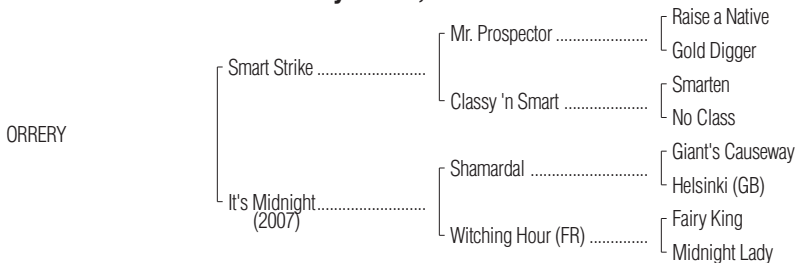 Raise a Native
Mr. Prospector .....................
Gold Digger
Smart Strike .........................
Smarten
Classy 'n Smart ...................
No Class
ORRERY
Giant's Causeway
Shamardal ...........................
Helsinki (GB)
It's Midnight.........................
(2007)
Fairy King
Witching Hour (FR) ..............
Midnight Lady